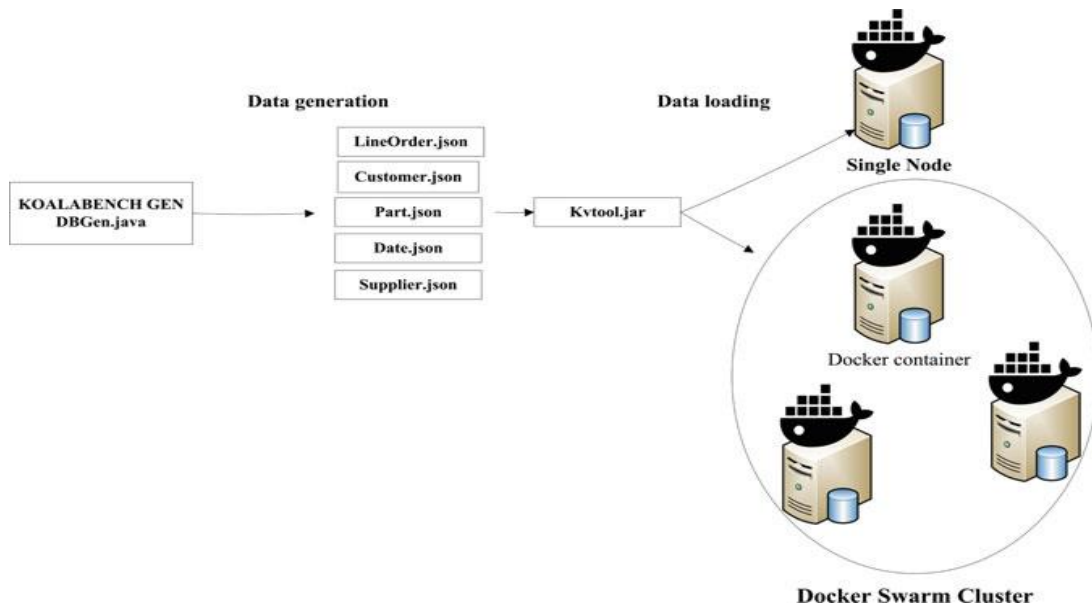 Data generation
Data loading
LineOrder.json
Customer.json
Part.json
Date.json
Supplier.json
KOALABENCH GEN
DBGen.java
Kvtool.jar
Single Node
Docker container
Docker Swarm Cluster